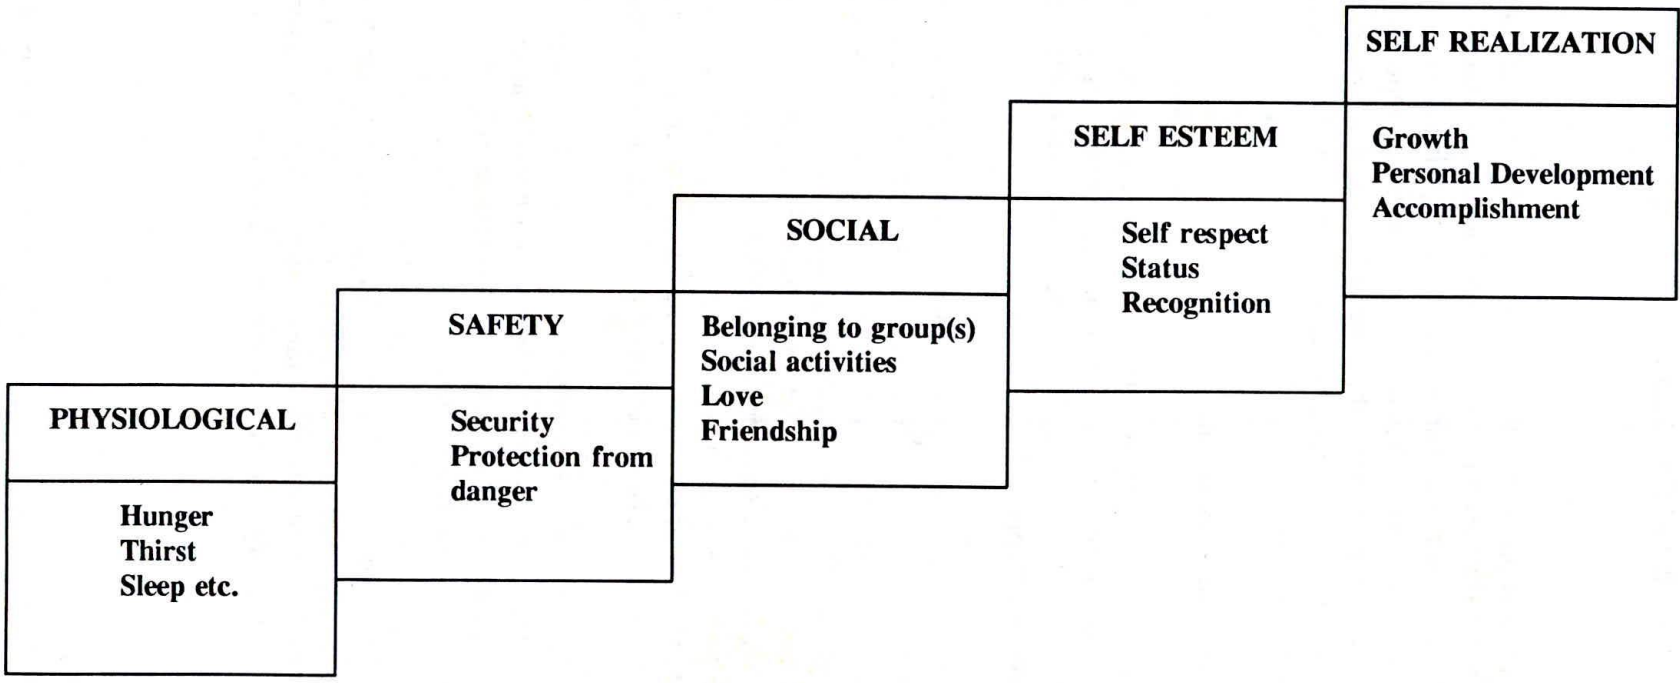 SELF REALIZATION
Growth
Personal Development
Accomplishment
SELF ESTEEM
Self respect
Status
Recognition
SOCIAL
Belonging to group(s)
Social activities
Love
Friendship
SAFETY
Security
Protection from
danger
PHYSIOLOGICAL
Hunger
Thirst
Sleep etc.